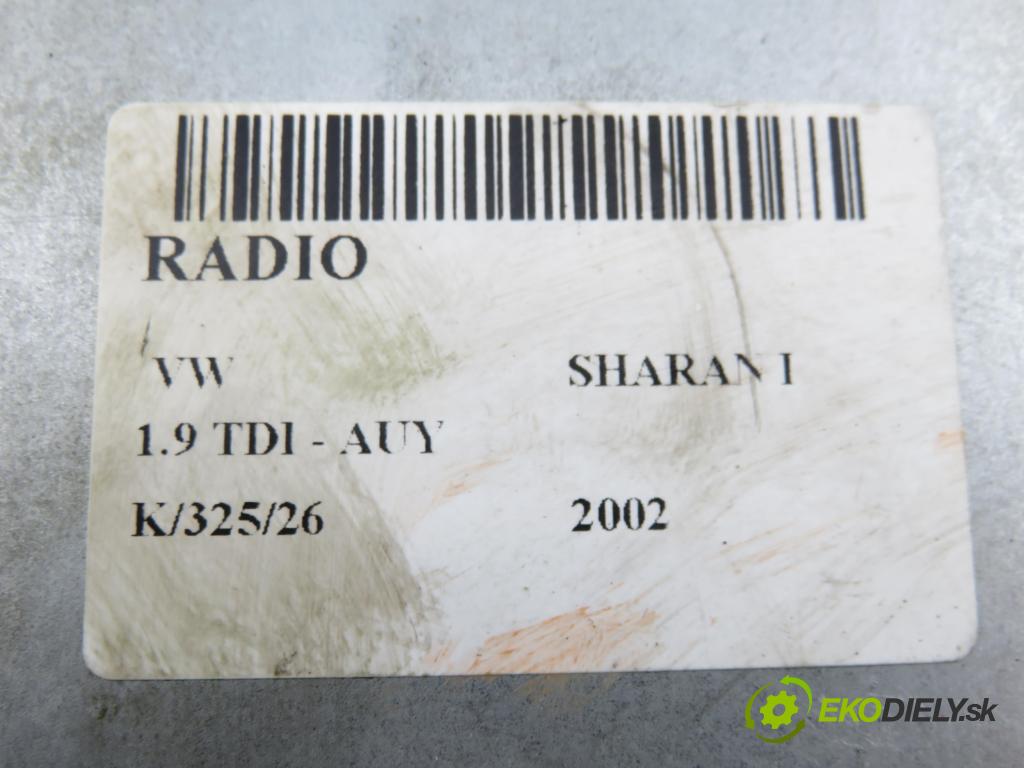 RADIO
VW SHARAN I
1.9 TDI - AUY
K/325/26 2002
EKODIELY.sk